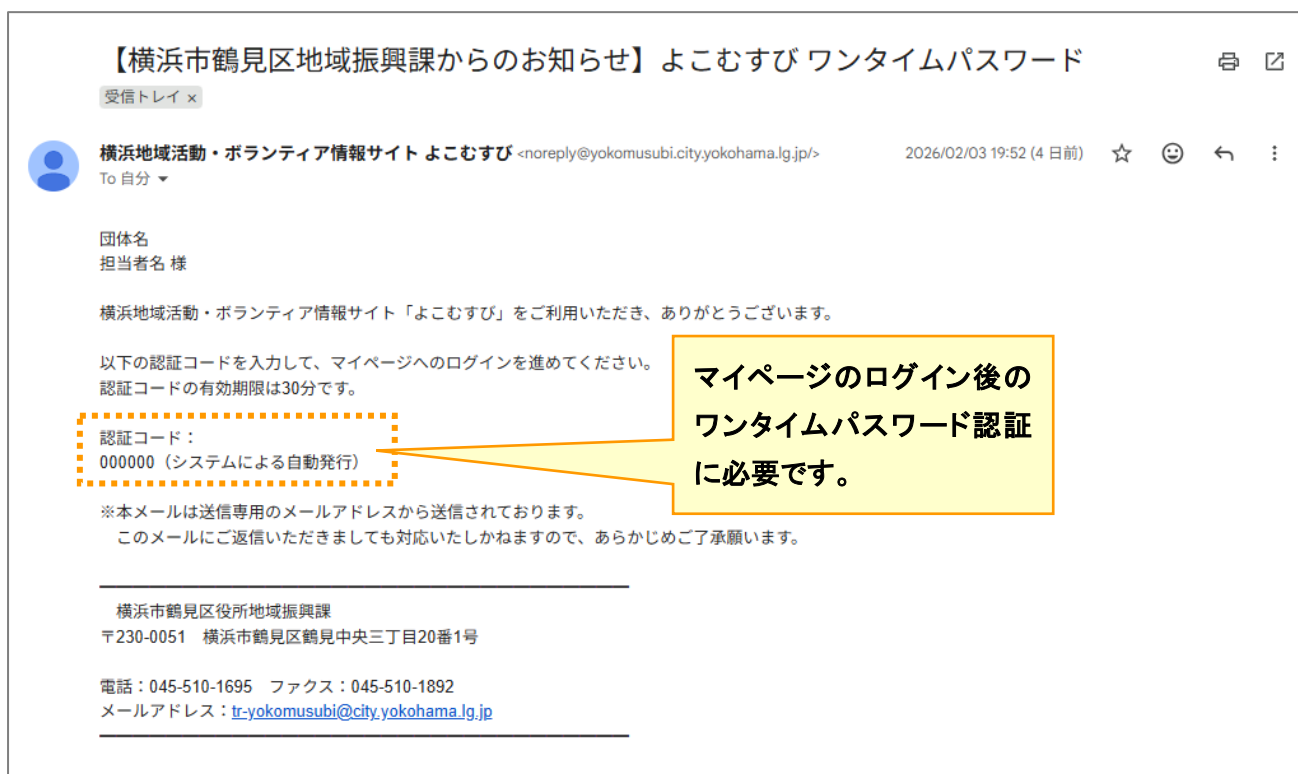 【横浜市鶴見区地域振興課からのお知らせ】よこむすび ワンタイムパスワード
受信トレイ ×
横浜地域活動・ボランティア情報サイト よこむすび <noreply@yokomusubi.city.yokohama.lg.jp/>
2026/02/03 19:52 (4 日前)
To 自分
団体名
担当者名 様
横浜地域活動・ボランティア情報サイト「よこむすび」をご利用いただき、ありがとうございます。
以下の認証コードを入力して、マイページへのログインを進めてください。
認証コードの有効期限は30分です。
認証コード：
000000（システムによる自動発行）
マイページのログイン後の
ワンタイムパスワード認証
に必要です。
※本メールは送信専用のメールアドレスから送信されております。
このメールにご返信いただきましても対応いたしかねますので、あらかじめご了承願います。
横浜市鶴見区役所地域振興課
〒230-0051　横浜市鶴見区鶴見中央三丁目20番1号
電話：045-510-1695　ファクス：045-510-1892
メールアドレス：tr-yokomusubi@city.yokohama.lg.jp